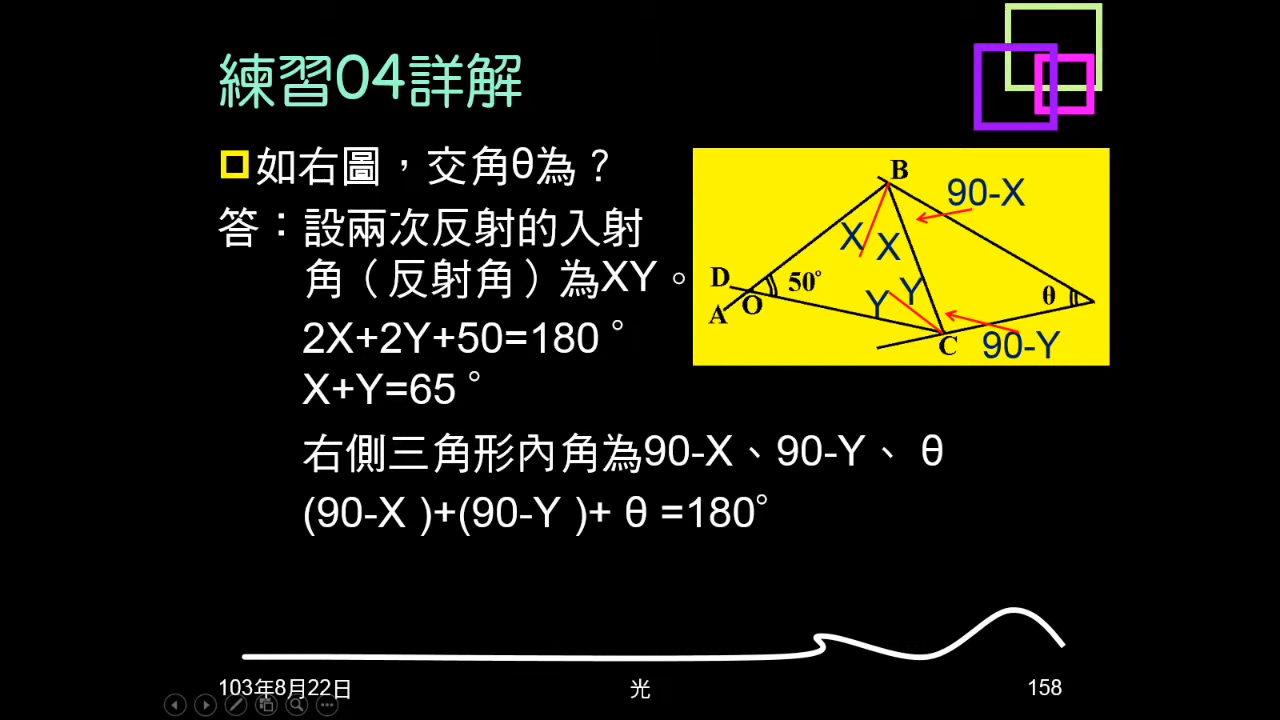 練習04詳解
如右圖，交角θ為？
答：設兩次反射的入射
角（反射角）為XY。
2X+2Y+50=180°
X+Y=65°
右側三角形內角為90-X、90-Y、 θ
(90-X )+(90-Y )+ θ =180°
B
90-X
X
X
D
50°
Y
Y
θ
A
O
C
90-Y
103年8月22日
光
158